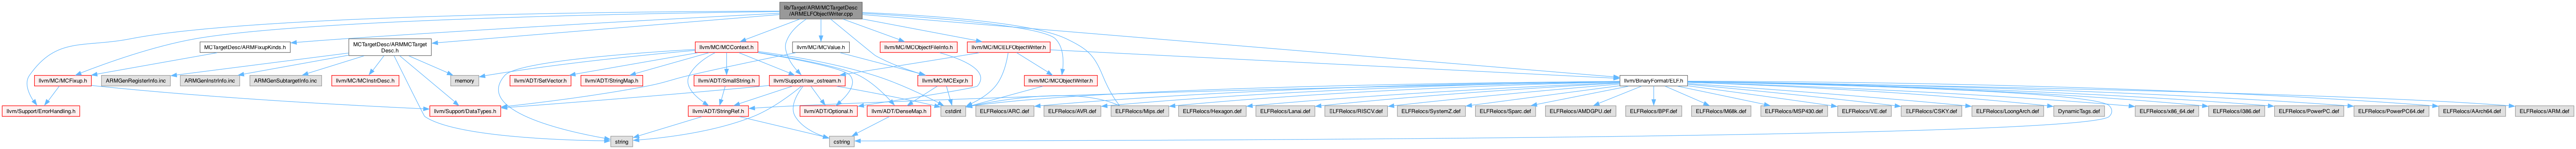 lib/Target/ARM/MCTargetDesc
/ARMELFObjectWriter.cpp
MCTargetDesc/ARMFixupKinds.h
MCTargetDesc/ARMMCTarget
Desc.h
llvm/MC/MCContext.h
llvm/MC/MCValue.h
llvm/MC/MCObjectFileInfo.h
llvm/MC/MCELFObjectWriter.h
llvm/MC/MCFixup.h
ARMGenRegisterInfo.inc
ARMGenInstrInfo.inc
ARMGenSubtargetInfo.inc
llvm/MC/MCInstrDesc.h
memory
llvm/ADT/SetVector.h
llvm/ADT/StringMap.h
llvm/ADT/SmallString.h
llvm/Support/raw_ostream.h
llvm/MC/MCExpr.h
llvm/MC/MCObjectWriter.h
llvm/BinaryFormat/ELF.h
llvm/Support/ErrorHandling.h
llvm/Support/DataTypes.h
llvm/ADT/StringRef.h
llvm/ADT/Optional.h
llvm/ADT/DenseMap.h
cstdint
ELFRelocs/ARC.def
ELFRelocs/AVR.def
ELFRelocs/Mips.def
ELFRelocs/Hexagon.def
ELFRelocs/Lanai.def
ELFRelocs/RISCV.def
ELFRelocs/SystemZ.def
ELFRelocs/Sparc.def
ELFRelocs/AMDGPU.def
ELFRelocs/BPF.def
ELFRelocs/M68k.def
ELFRelocs/MSP430.def
ELFRelocs/VE.def
ELFRelocs/CSKY.def
ELFRelocs/LoongArch.def
DynamicTags.def
ELFRelocs/x86_64.def
ELFRelocs/i386.def
ELFRelocs/PowerPC.def
ELFRelocs/PowerPC64.def
ELFRelocs/AArch64.def
ELFRelocs/ARM.def
string
cstring